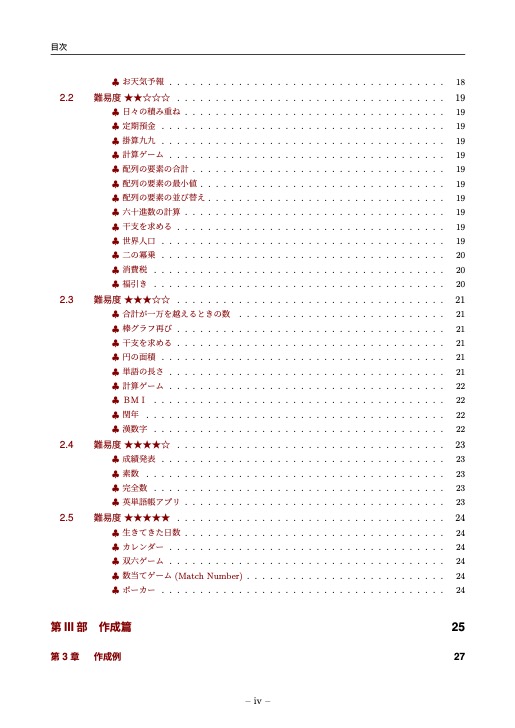 目次
♣ お天気予報 . . . . . . . . . . . . . . . . . . . . . . . . . . . . . . . . . . . . 18
2.2 難易度 ★★☆☆☆ . . . . . . . . . . . . . . . . . . . . . . . . . . . . . . . . . . . 19
♣ 日々の積み重ね . . . . . . . . . . . . . . . . . . . . . . . . . . . . . . . . . . 19
♣ 定期預金 . . . . . . . . . . . . . . . . . . . . . . . . . . . . . . . . . . . . . 19
♣ 掛算九九 . . . . . . . . . . . . . . . . . . . . . . . . . . . . . . . . . . . . . 19
♣ 計算ゲーム . . . . . . . . . . . . . . . . . . . . . . . . . . . . . . . . . . . . 19
♣ 配列の要素の合計 . . . . . . . . . . . . . . . . . . . . . . . . . . . . . . . . . 19
♣ 配列の要素の最小値 . . . . . . . . . . . . . . . . . . . . . . . . . . . . . . . . 19
♣ 配列の要素の並び替え . . . . . . . . . . . . . . . . . . . . . . . . . . . . . . . 19
♣ 六十進数の計算 . . . . . . . . . . . . . . . . . . . . . . . . . . . . . . . . . . 19
♣ 干支を求める . . . . . . . . . . . . . . . . . . . . . . . . . . . . . . . . . . . 19
♣ 世界人口 . . . . . . . . . . . . . . . . . . . . . . . . . . . . . . . . . . . . . 19
♣ 二の冪乗 . . . . . . . . . . . . . . . . . . . . . . . . . . . . . . . . . . . . . 20
♣ 消費税 . . . . . . . . . . . . . . . . . . . . . . . . . . . . . . . . . . . . . . 20
♣ 福引き . . . . . . . . . . . . . . . . . . . . . . . . . . . . . . . . . . . . . . 20
2.3 難易度 ★★★☆☆ . . . . . . . . . . . . . . . . . . . . . . . . . . . . . . . . . . . 21
♣ 合計が一万を越えるときの数 . . . . . . . . . . . . . . . . . . . . . . . . . . . 21
♣ 棒グラフ再び . . . . . . . . . . . . . . . . . . . . . . . . . . . . . . . . . . . 21
♣ 干支を求める . . . . . . . . . . . . . . . . . . . . . . . . . . . . . . . . . . . 21
♣ 円の面積 . . . . . . . . . . . . . . . . . . . . . . . . . . . . . . . . . . . . . 21
♣ 単語の長さ . . . . . . . . . . . . . . . . . . . . . . . . . . . . . . . . . . . . 21
♣ 計算ゲーム . . . . . . . . . . . . . . . . . . . . . . . . . . . . . . . . . . . . 22
♣ ＢＭＩ . . . . . . . . . . . . . . . . . . . . . . . . . . . . . . . . . . . . . . 22
♣ 閏年 . . . . . . . . . . . . . . . . . . . . . . . . . . . . . . . . . . . . . . . 22
♣ 漢数字 . . . . . . . . . . . . . . . . . . . . . . . . . . . . . . . . . . . . . . 22
2.4 難易度 ★★★★☆ . . . . . . . . . . . . . . . . . . . . . . . . . . . . . . . . . . . 23
♣ 成績発表 . . . . . . . . . . . . . . . . . . . . . . . . . . . . . . . . . . . . . 23
♣ 素数 . . . . . . . . . . . . . . . . . . . . . . . . . . . . . . . . . . . . . . . 23
♣ 完全数 . . . . . . . . . . . . . . . . . . . . . . . . . . . . . . . . . . . . . . 23
♣ 英単語帳アプリ . . . . . . . . . . . . . . . . . . . . . . . . . . . . . . . . . . 23
2.5 難易度 ★★★★★ . . . . . . . . . . . . . . . . . . . . . . . . . . . . . . . . . . . 24
♣ 生きてきた日数 . . . . . . . . . . . . . . . . . . . . . . . . . . . . . . . . . . 24
♣ カレンダー . . . . . . . . . . . . . . . . . . . . . . . . . . . . . . . . . . . . 24
♣ 双六ゲーム . . . . . . . . . . . . . . . . . . . . . . . . . . . . . . . . . . . . 24
♣ 数当てゲーム (Match Number) . . . . . . . . . . . . . . . . . . . . . . . . . . 24
♣ ポーカー . . . . . . . . . . . . . . . . . . . . . . . . . . . . . . . . . . . . . 24
第 III 部 作成篇 25
第 3 章 作成例 27
– iv –